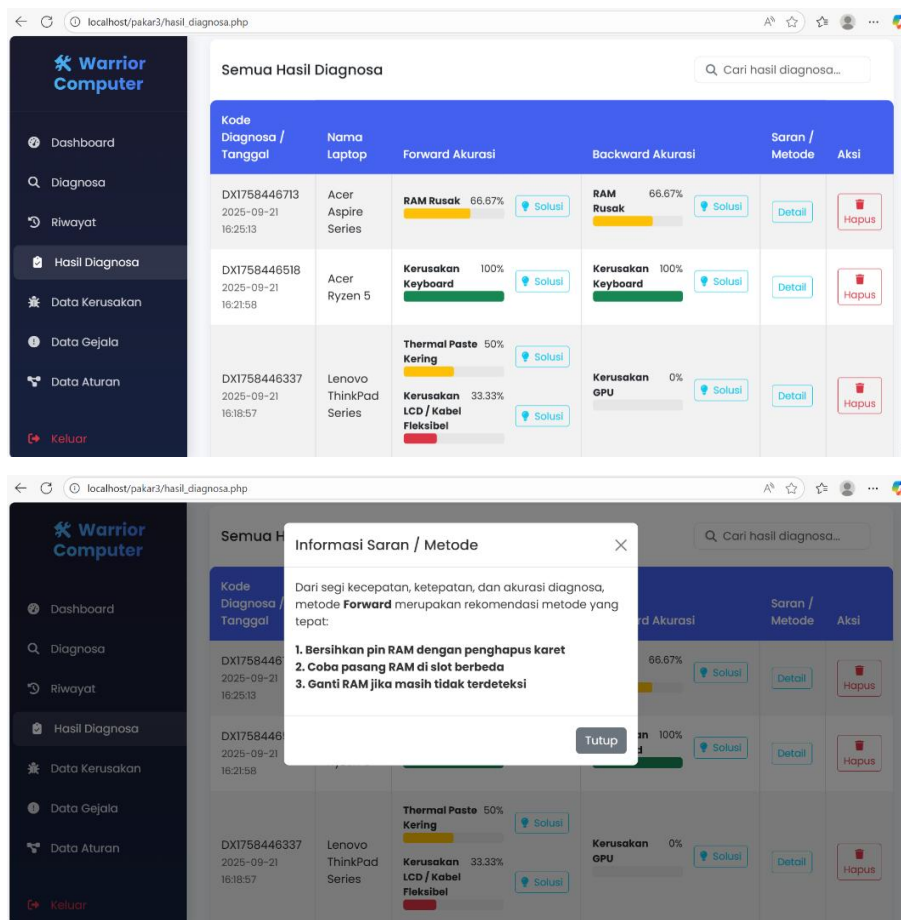 localhost/pakar3/hasil_diagnosa.php
Warrior
Computer
Dashboard
Diagnosa
Riwayat
Hasil Diagnosa
Data Kerusakan
Data Gejala
Data Aturan
Keluar
Semua Hasil Diagnosa
Cari hasil diagnosa...
Kode
Diagnosa /
Tanggal
Nama
Laptop
Forward Akurasi
Backward Akurasi
Saran /
Metode
Aksi
DX1758446713
2025-09-21
16:25:13
Acer
Aspire
Series
RAM Rusak 66.67%
Solusi
RAM 66.67%
Rusak
Solusi
Detail
Hapus
DX1758446518
2025-09-21
16:21:58
Acer
Ryzen 5
Kerusakan 100%
Keyboard
Solusi
Kerusakan 100%
Keyboard
Solusi
Detail
Hapus
DX1758446337
2025-09-21
16:18:57
Lenovo
ThinkPad
Series
Thermal Paste 50%
Kering
Solusi
Kerusakan 33.33%
LCD / Kabel
Fleksibel
Solusi
Kerusakan 0%
GPU
Solusi
Detail
Hapus
localhost/pakar3/hasil_diagnosa.php
Warrior
Computer
Dashboard
Diagnosa
Riwayat
Hasil Diagnosa
Data Kerusakan
Data Gejala
Data Aturan
Keluar
Semua H
Cari hasil diagnosa...
Informasi Saran / Metode
Dari segi kecepatan, ketepatan, dan akurasi diagnosa,
metode Forward merupakan rekomendasi metode yang
tepat:
1. Bersihkan pin RAM dengan penghapus karet
2. Coba pasang RAM di slot berbeda
3. Ganti RAM jika masih tidak terdeteksi
Tutup
Kode
Diagnosa /
Tanggal
rd Akurasi
Saran /
Metode
Aksi
DX1758446
2025-09-21
16:25:13
66.67%
Solusi
Detail
Hapus
DX17584465
2025-09-21
16:21:58
an 100%
Solusi
Detail
Hapus
DX1758446337
2025-09-21
16:18:57
Lenovo
ThinkPad
Series
Thermal Paste 50%
Kering
Solusi
Kerusakan 33.33%
LCD / Kabel
Fleksibel
Solusi
Kerusakan 0%
GPU
Solusi
Detail
Hapus